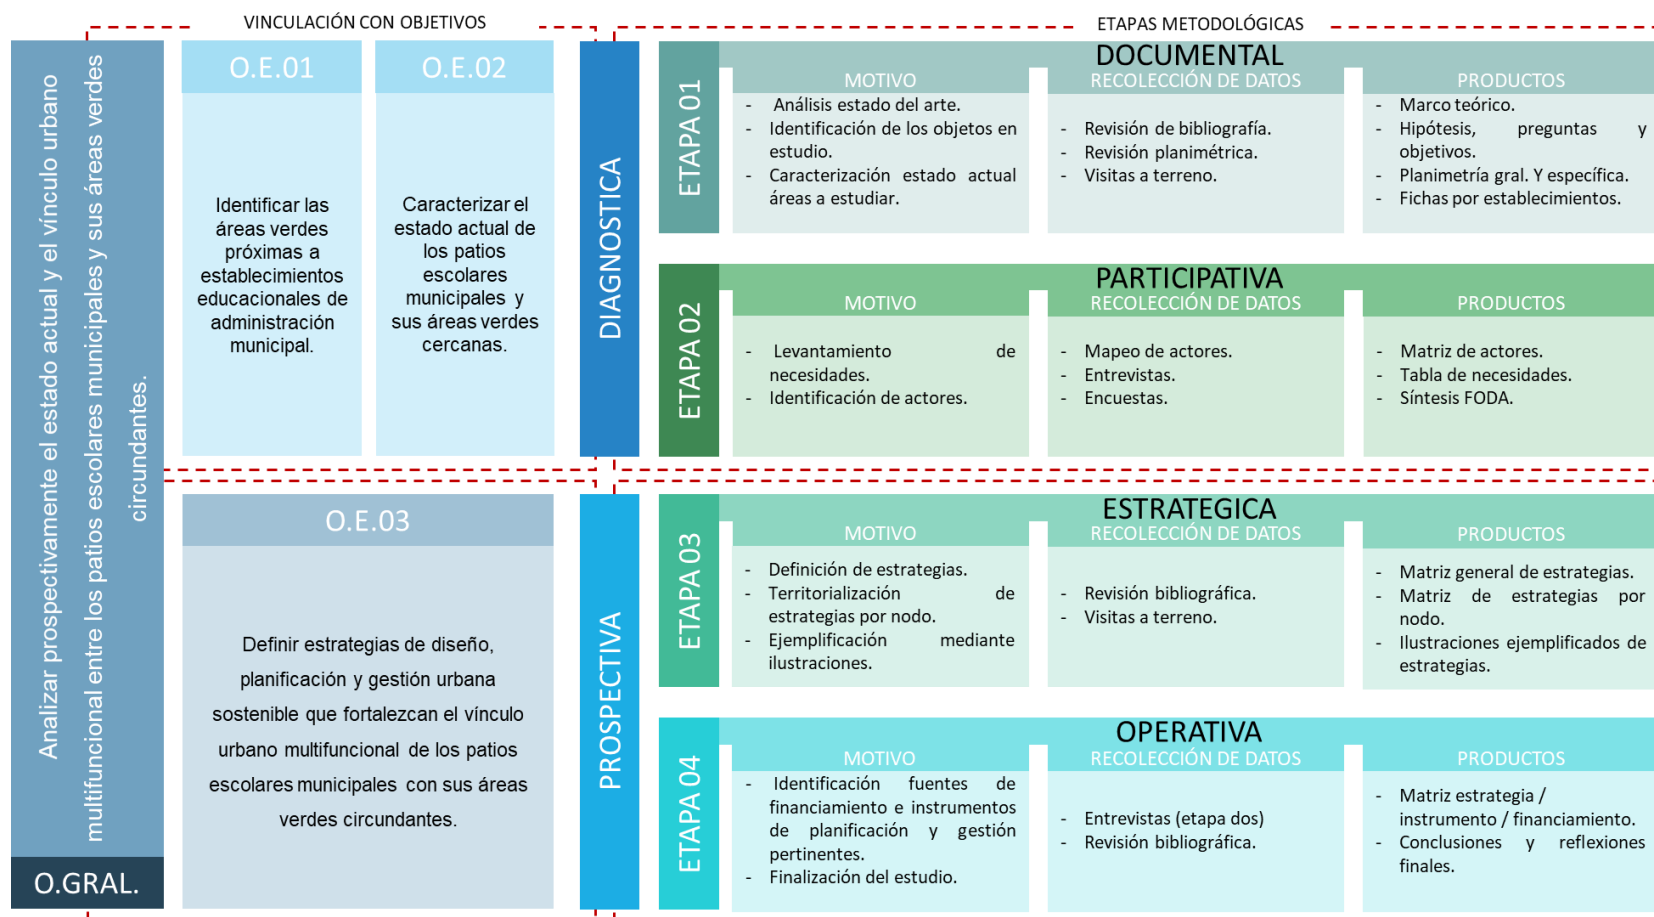 VINCULACIÓN CON OBJETIVOS
ETAPAS METODOLÓGICAS
Analizar prospectivamente el estado actual y el vínculo urbano
multifuncional entre los patios escolares municipales y sus áreas verdes
circundantes.
O.GRAL.
O.E.01
Identificar las
áreas verdes
próximas a
establecimientos
educacionales de
administración
municipal.
O.E.02
Caracterizar el
estado actual de
los patios
escolares
municipales y
sus áreas verdes
cercanas.
O.E.03
Definir estrategias de diseño,
planificación y gestión urbana
sostenible que fortalezcan el vínculo
urbano multifuncional de los patios
escolares municipales con sus áreas
verdes circundantes.
DIAGNOSTICA
PROSPECTIVA
ETAPA 01
DOCUMENTAL
MOTIVO
- Análisis estado del arte.
- Identificación de los objetos en
estudio.
- Caracterización estado actual
áreas a estudiar.
RECOLECCIÓN DE DATOS
- Revisión de bibliografía.
- Revisión planimétrica.
- Visitas a terreno.
PRODUCTOS
- Marco teórico.
- Hipótesis, preguntas y
objetivos.
- Planimetría gral. Y específica.
- Fichas por establecimientos.
ETAPA 02
PARTICIPATIVA
MOTIVO
- Levantamiento de
necesidades.
- Identificación de actores.
RECOLECCIÓN DE DATOS
- Mapeo de actores.
- Entrevistas.
- Encuestas.
PRODUCTOS
- Matriz de actores.
- Tabla de necesidades.
- Síntesis FODA.
ETAPA 03
ESTRATEGICA
MOTIVO
- Definición de estrategias.
- Territorialización de
estrategias por nodo.
- Ejemplificación mediante
ilustraciones.
RECOLECCIÓN DE DATOS
- Revisión bibliográfica.
- Visitas a terreno.
PRODUCTOS
- Matriz general de estrategias.
- Matriz de estrategias por
nodo.
- Ilustraciones ejemplificados de
estrategias.
ETAPA 04
OPERATIVA
MOTIVO
- Identificación fuentes de
financiamiento e instrumentos
de planificación y gestión
pertinentes.
- Finalización del estudio.
RECOLECCIÓN DE DATOS
- Entrevistas (etapa dos)
- Revisión bibliográfica.
PRODUCTOS
- Matriz estrategia /
instrumento / financiamiento.
- Conclusiones y reflexiones
finales.